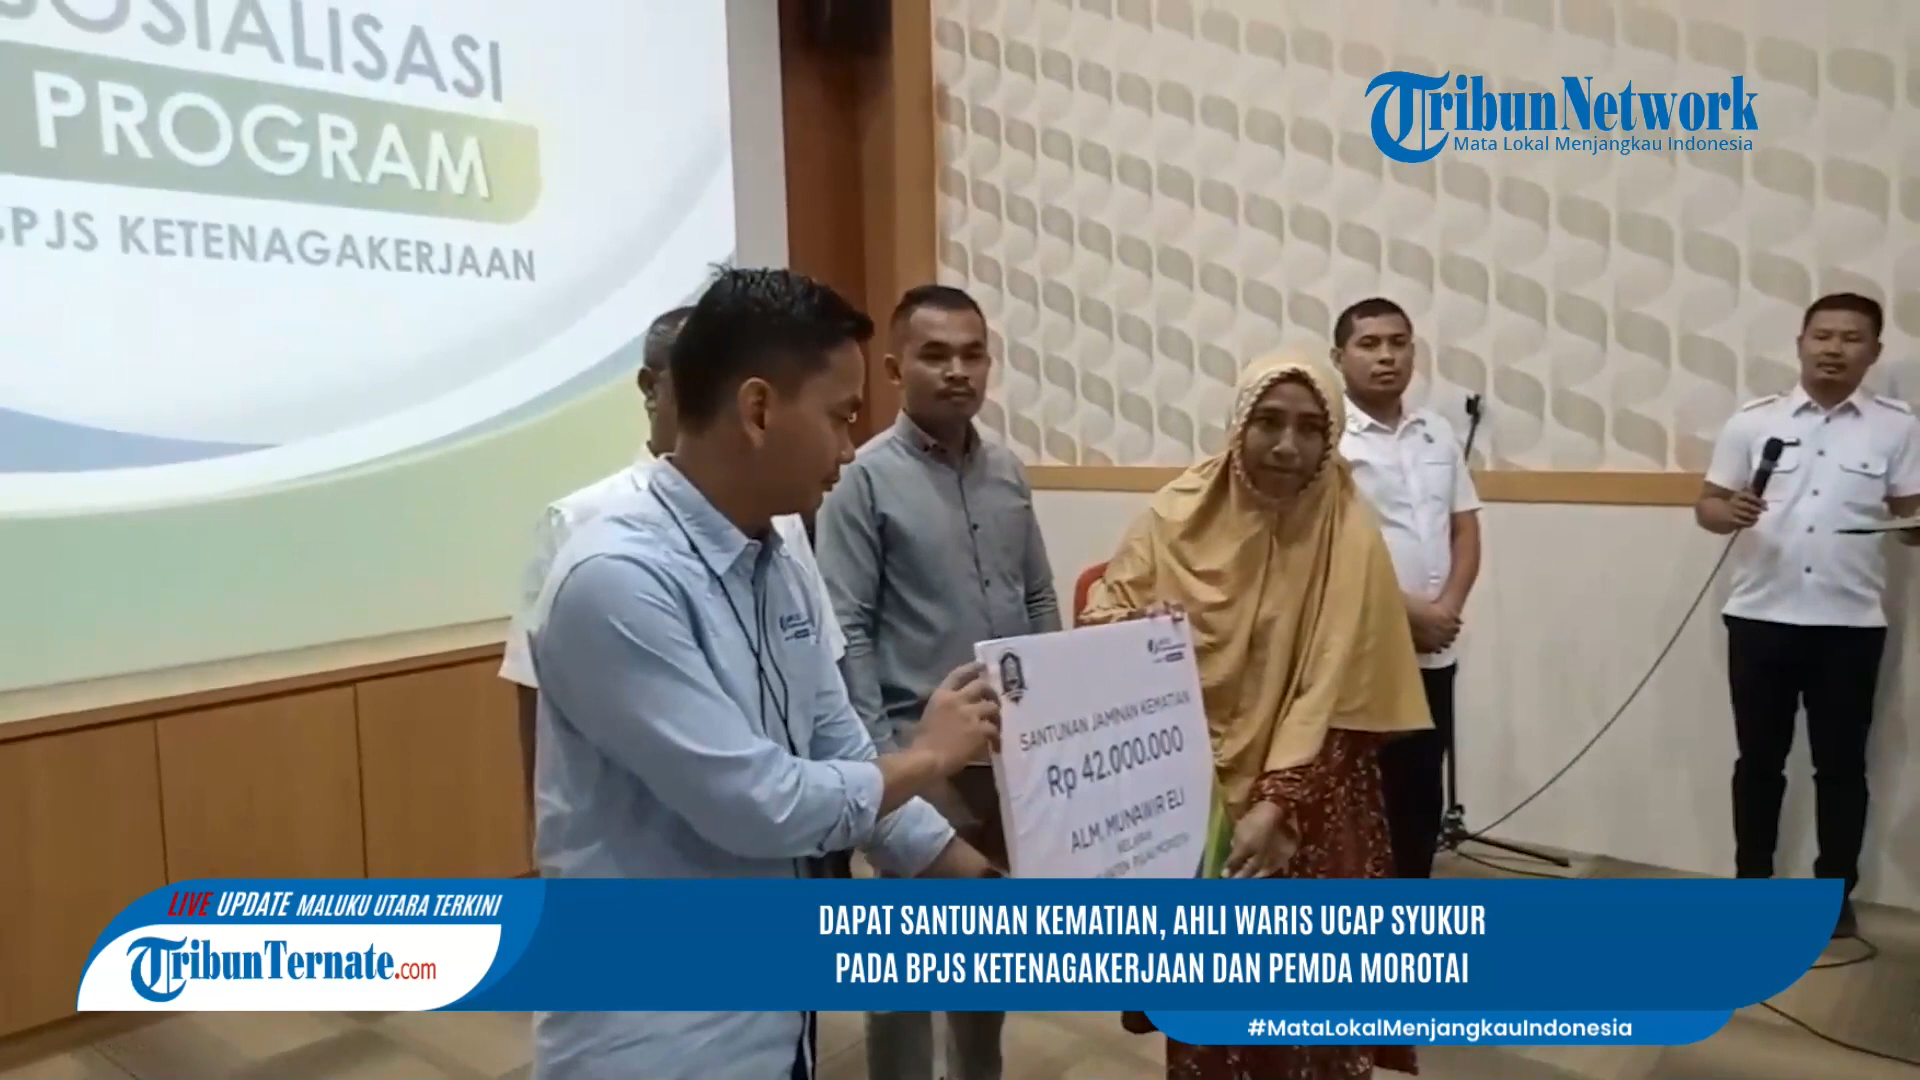 SOSIALISASI
PROGRAM
BPJS KETENAGAKERJAAN
TribunNetwork
Mata Lokal Menjangkau Indonesia
SANTUNAN JAMINAN KEMATIAN
Rp 42.000.000
ALM. MUNAWIR ELI
NELAYAN
LIVE UPDATE MALUKU UTARA TERKINI
TribunTernate.com
DAPAT SANTUNAN KEMATIAN, AHLI WARIS UCAP SYUKUR
PADA BPJS KETENAGAKERJAAN DAN PEMDA MOROTAI
#MataLokalMenjangkauIndonesia